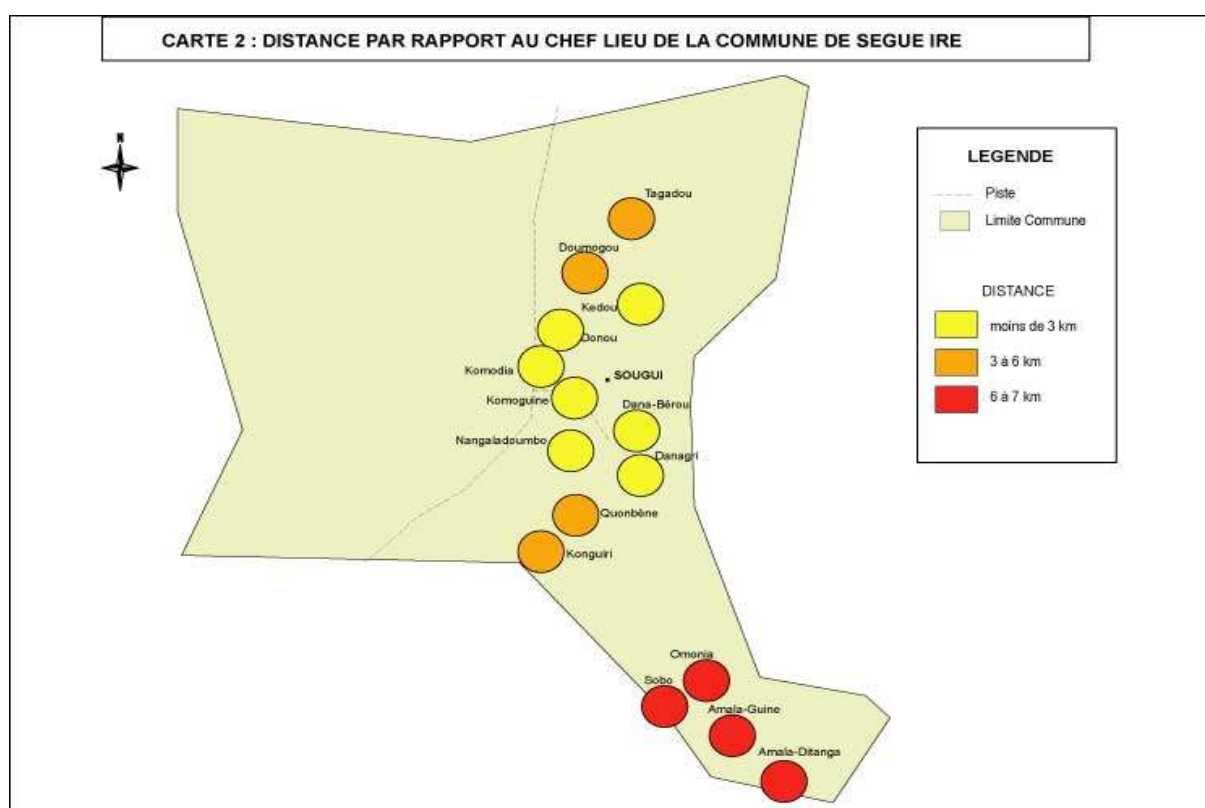 CARTE 2 : DISTANCE PAR RAPPORT AU CHEF LIEU DE LA COMMUNE DE SEGUE IRE
N
LEGENDE
Piste
Limite Commune
DISTANCE
moins de 3 km
3 à 6 km
6 à 7 km
Tagadou
Doumogou
Kedou
Donou
Komodia
SOUGUI
Komoguine
Dana-Bérou
Nangaladoumbo
Danagri
Quonbène
Konguiri
Omonia
Sobo
Amala-Guine
Amala-Ditanga